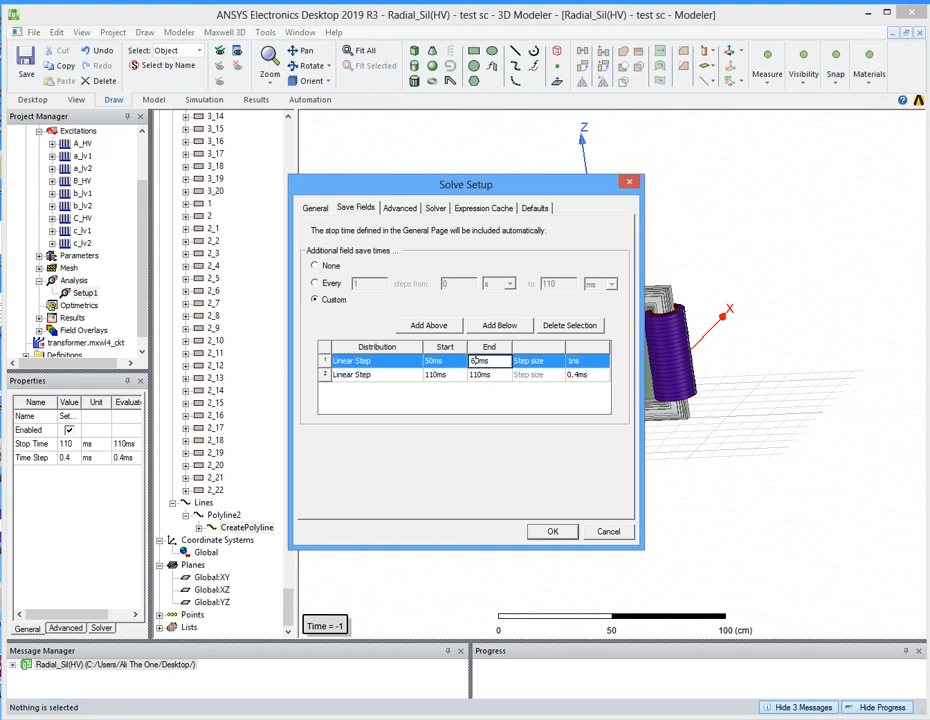 ANSYS Electronics Desktop 2019 R3 - Radial_Sil(HV) - test sc - 3D Modeler - [Radial_Sil(HV) - test sc - Modeler]
File Edit View Project Draw Modeler Maxwell 3D Tools Window Help
Save
Cut
Copy
Paste
Undo
Redo
Delete
Select: Object
Select by Name
Zoom
Pan
Rotate
Orient
Fit All
Fit Selected
Measure
Visibility
Snap
Materials
Desktop View Draw Model Simulation Results Automation
Project Manager
Excitations
A_HV
a_lv1
a_lv2
B_HV
b_lv1
b_lv2
C_HV
c_lv1
c_lv2
Parameters
Mesh
Analysis
Setup1
Optimetrics
Results
Field Overlays
transformer.mxwl4_ckt
Definitions
Properties
Name Value Unit Evaluat
Name Set...
Enabled
Stop Time 110 ms 110ms
Time Step 0.4 ms 0.4ms
General Advanced Solver
3_14
3_15
3_16
3_17
3_18
3_19
3_20
1
2
2_1
2_2
2_3
2_4
2_5
2_6
2_7
2_8
2_9
2_10
2_11
2_12
2_13
2_14
2_15
2_16
2_17
2_18
2_19
2_20
2_21
2_22
Lines
Polyline2
CreatePolyline
Coordinate Systems
Global
Planes
Global:XY
Global:XZ
Global:YZ
Points
Lists
Z
X
Solve Setup
General Save Fields Advanced Solver Expression Cache Defaults
The stop time defined in the General Page will be included automatically.
Additional field save times ...
None
Every 1 steps from: 0 s to: 110 ms
Custom
Add Above Add Below Delete Selection
Distribution Start End
1 Linear Step 50ms 60ms Step size 1ns
2 Linear Step 110ms 110ms Step size 0.4ms
OK Cancel
Time = -1
0 50 100 (cm)
Message Manager
Radial_Sil(HV) (C:/Users/Ali The One/Desktop/)
Progress
Nothing is selected
Hide 3 Messages Hide Progress